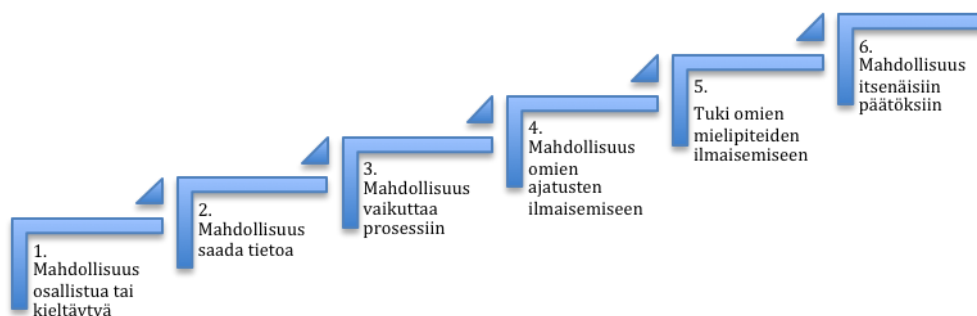 1.
Mahdollisuus
osallistua tai
kieltäytyä
2.
Mahdollisuus
saada tietoa
3.
Mahdollisuus
vaikuttaa
prosessiin
4.
Mahdollisuus
omien
ajatusten
ilmaisemiseen
5.
Tuki omien
mielipiteiden
ilmaisemiseen
6.
Mahdollisuus
itsenäisiin
päätöksiin